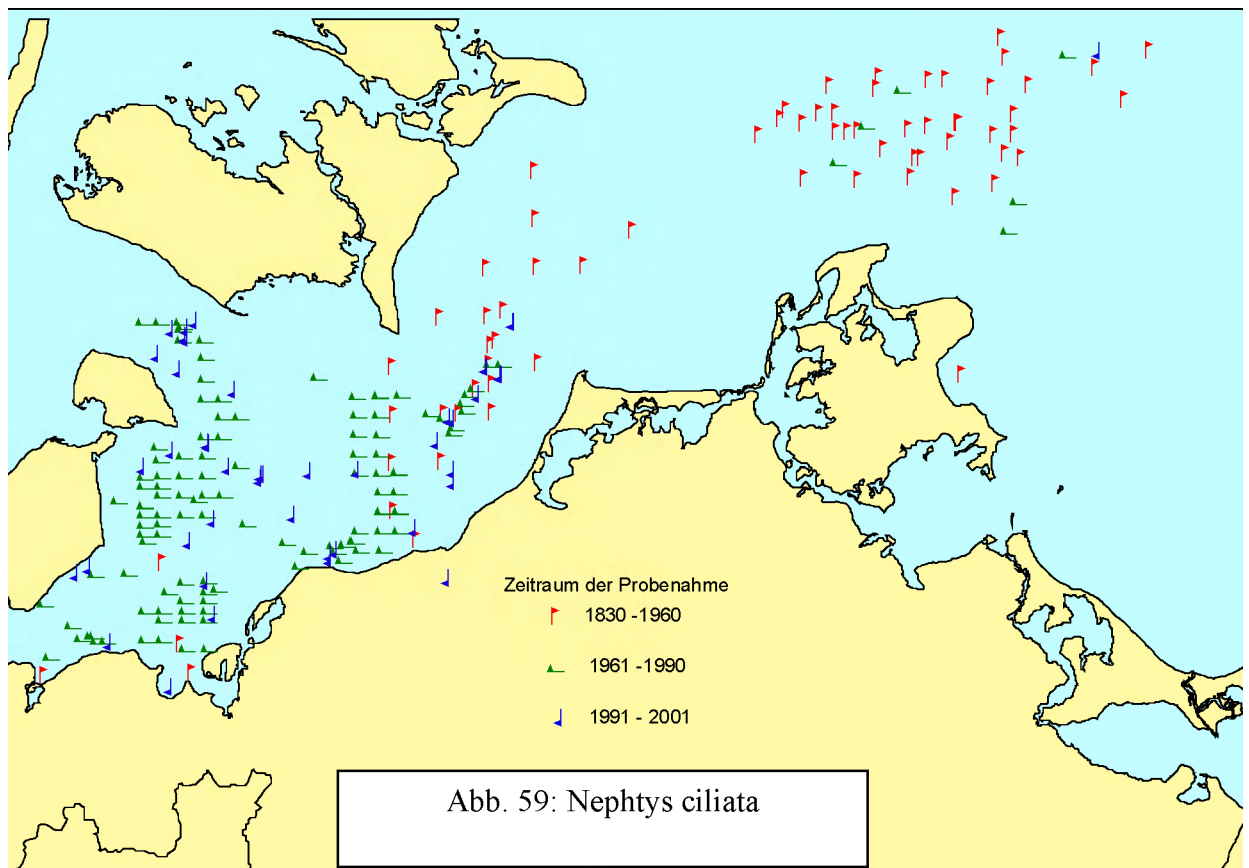 Zeitraum der Probenahme
1830 -1960
1961 -1990
1991 - 2001
Abb. 59: Nephtys ciliata